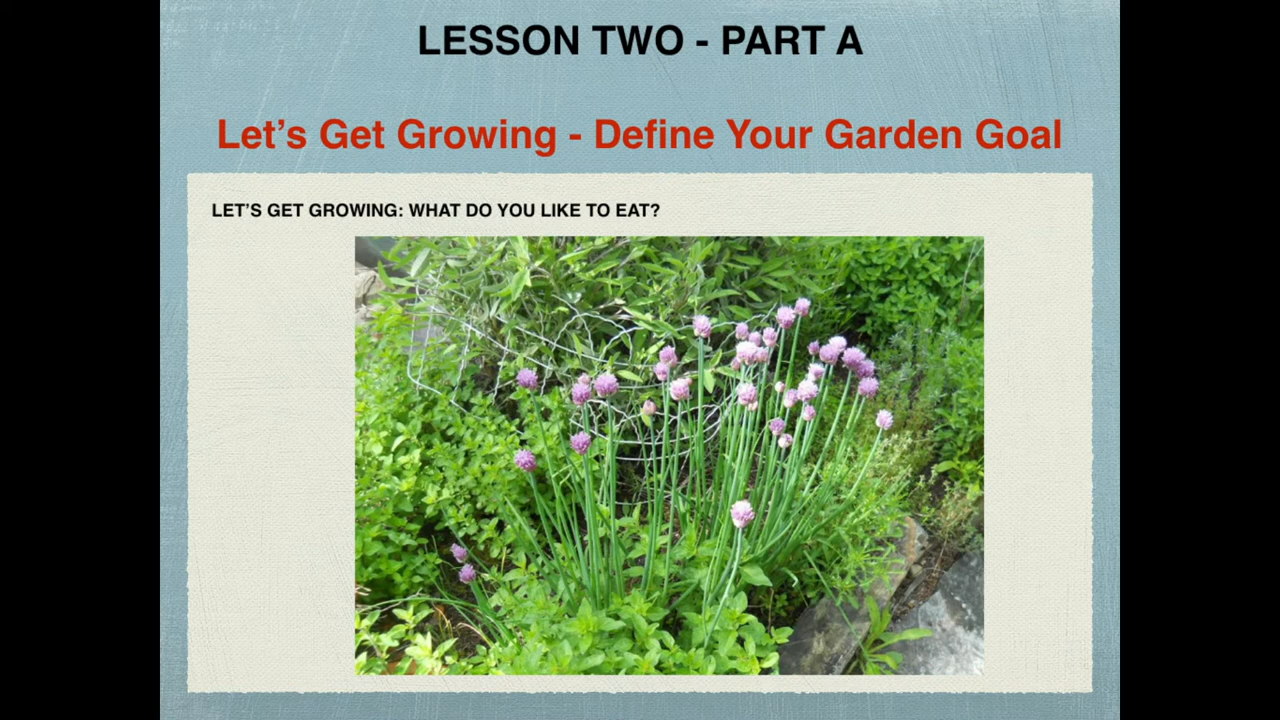 LESSON TWO - PART A
Let’s Get Growing - Define Your Garden Goal
LET’S GET GROWING: WHAT DO YOU LIKE TO EAT?